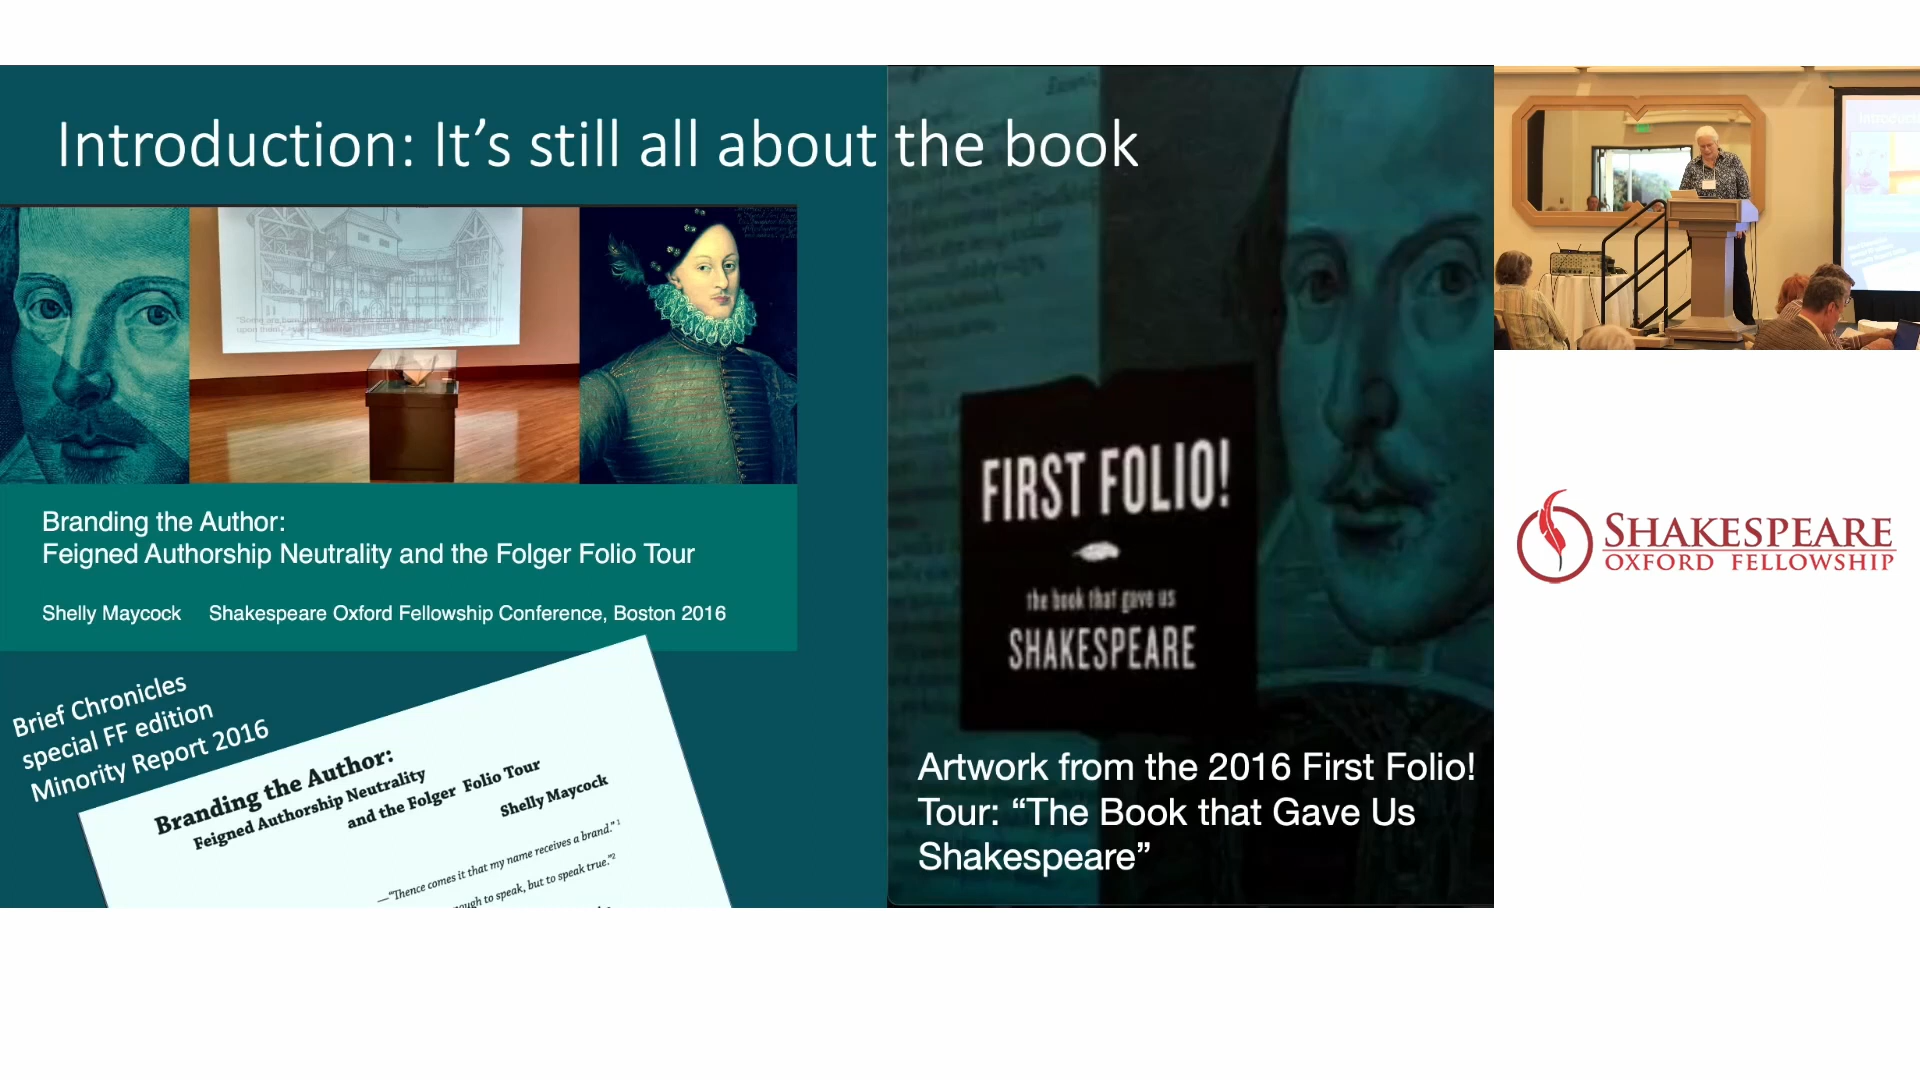 Introduction: It's still all about the book
Branding the Author:
Feigned Authorship Neutrality and the Folger Folio Tour
Shelly Maycock Shakespeare Oxford Fellowship Conference, Boston 2016
Brief Chronicles
special FF edition
Minority Report 2016
Branding the Author:
Feigned Authorship Neutrality
and the Folger Folio Tour
Shelly Maycock
—“Thence comes it that my name receives a brand.” 1
to speak, but to speak true.”2
FIRST FOLIO!
the book that gave us
SHAKESPEARE
Artwork from the 2016 First Folio!
Tour: “The Book that Gave Us
Shakespeare”
SHAKESPEARE
OXFORD FELLOWSHIP